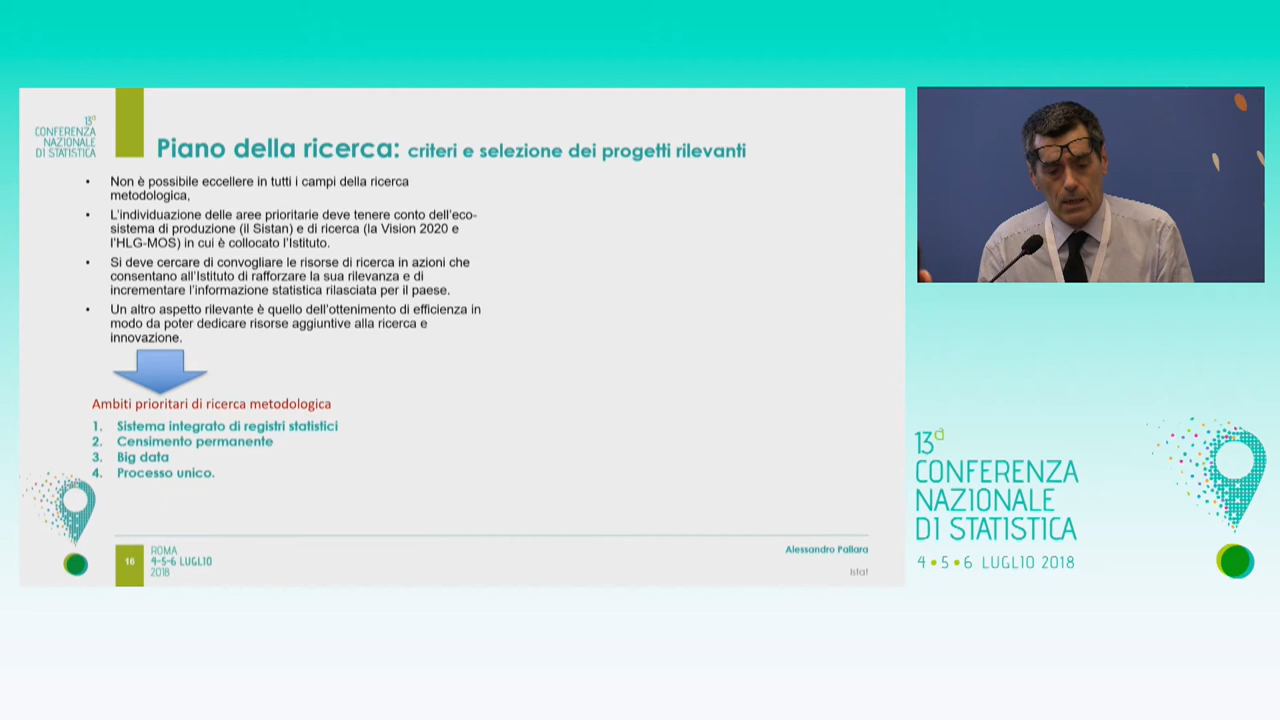 13a
CONFERENZA
NAZIONALE
DI STATISTICA
Piano della ricerca: criteri e selezione dei progetti rilevanti
• Non è possibile eccellere in tutti i campi della ricerca
metodologica,
• L'individuazione delle aree prioritarie deve tenere conto dell'eco-
sistema di produzione (il Sistan) e di ricerca (la Vision 2020 e
l'HLG-MOS) in cui è collocato l'Istituto.
• Si deve cercare di convogliare le risorse di ricerca in azioni che
consentano all'Istituto di rafforzare la sua rilevanza e di
incrementare l'informazione statistica rilasciata per il paese.
• Un altro aspetto rilevante è quello dell'ottenimento di efficienza in
modo da poter dedicare risorse aggiuntive alla ricerca e
innovazione.
Ambiti prioritari di ricerca metodologica
1. Sistema integrato di registri statistici
2. Censimento permanente
3. Big data
4. Processo unico.
16
ROMA
4-5-6 LUGLIO
2018
Alessandro Pallara
Istat
13a
CONFERENZA
NAZIONALE
DI STATISTICA
4 • 5 • 6 LUGLIO 2018